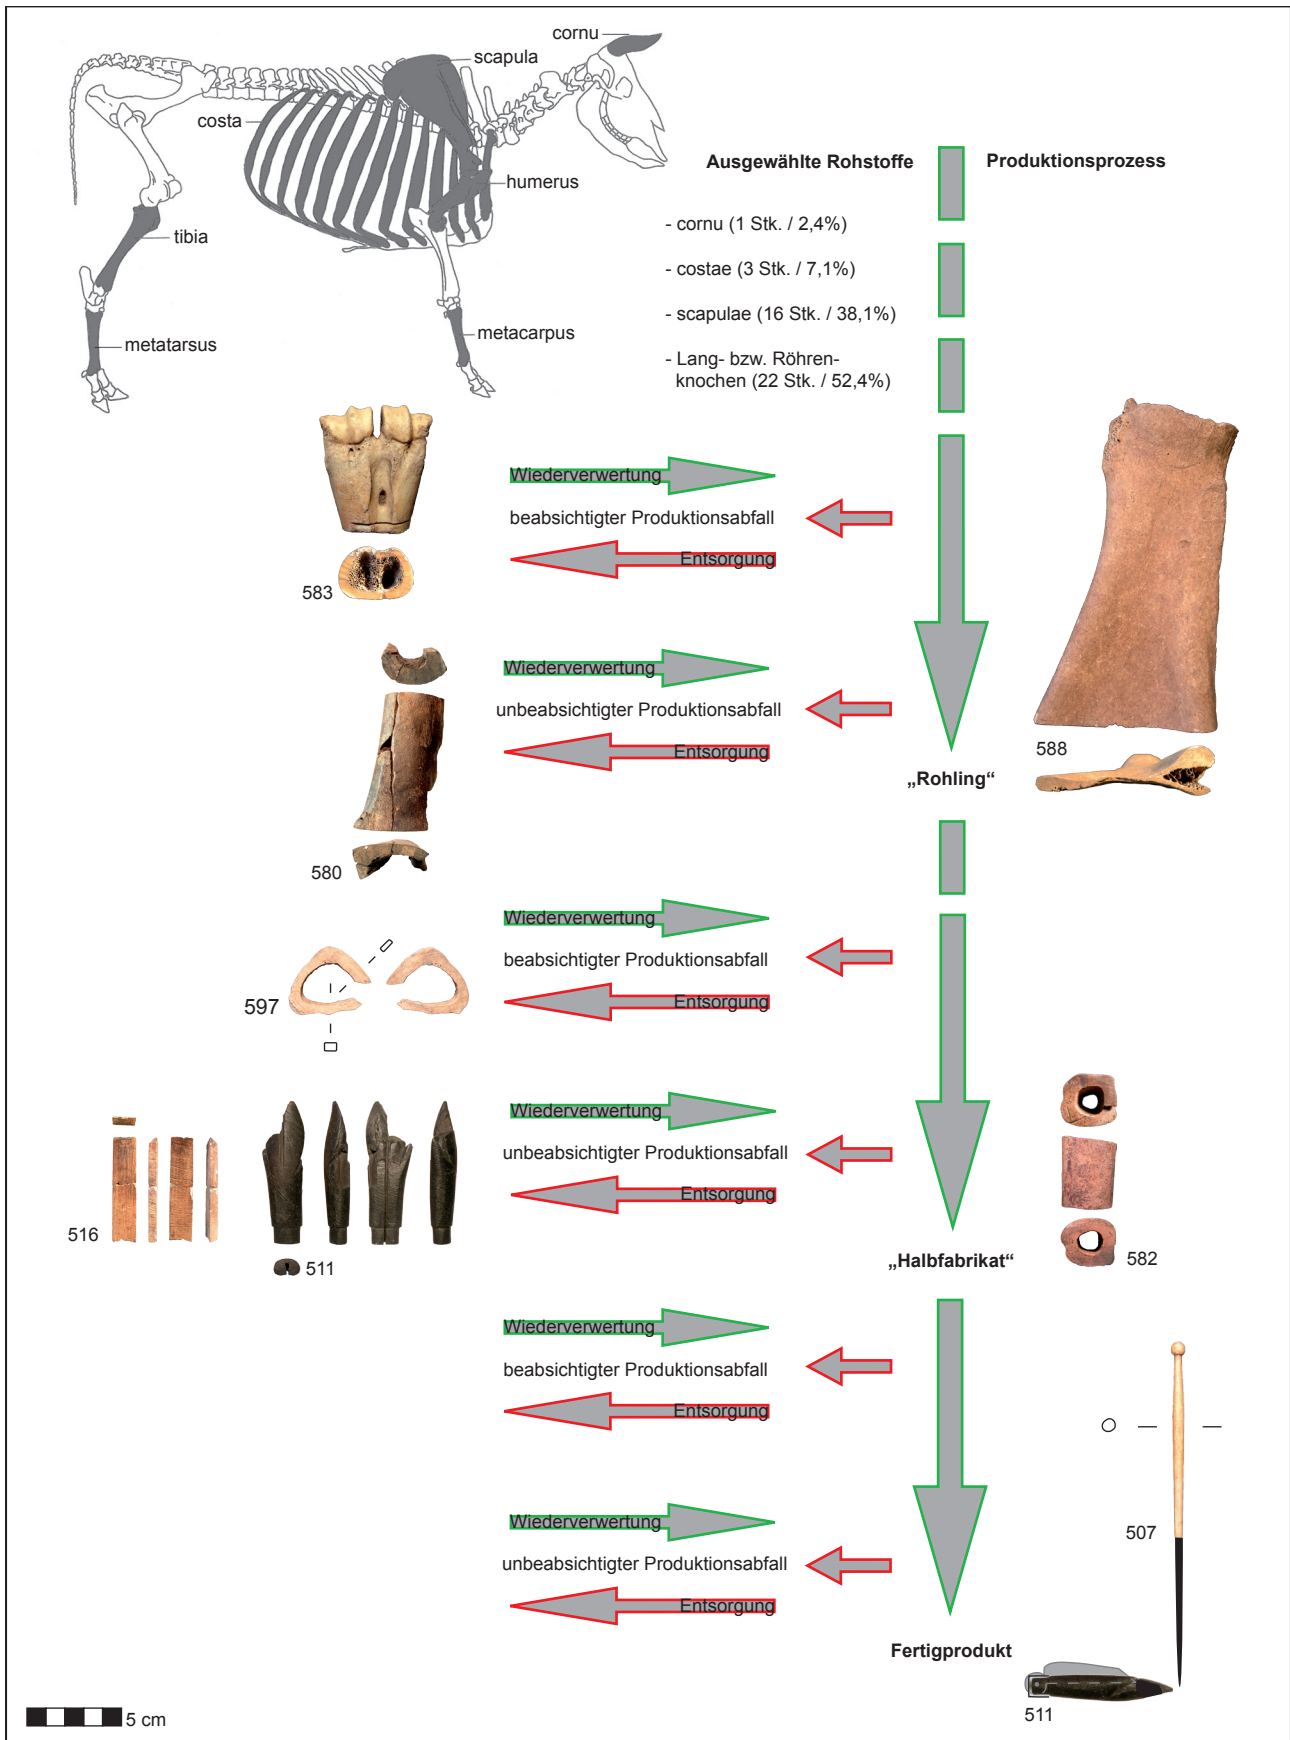 cornu
scapula
costa
humerus
tibia
metatarsus
metacarpus
Ausgewählte Rohstoffe
Produktionsprozess
- cornu (1 Stk. / 2,4%)
- costae (3 Stk. / 7,1%)
- scapulae (16 Stk. / 38,1%)
- Lang- bzw. Röhren-
knochen (22 Stk. / 52,4%)
Wiederverwertung
beabsichtigter Produktionsabfall
Entsorgung
583
Wiederverwertung
unbeabsichtigter Produktionsabfall
Entsorgung
588
„Rohling“
580
Wiederverwertung
beabsichtigter Produktionsabfall
Entsorgung
597
Wiederverwertung
unbeabsichtigter Produktionsabfall
Entsorgung
516
511
„Halbfabrikat“
582
Wiederverwertung
beabsichtigter Produktionsabfall
Entsorgung
Wiederverwertung
507
unbeabsichtigter Produktionsabfall
Entsorgung
Fertigprodukt
511
5 cm